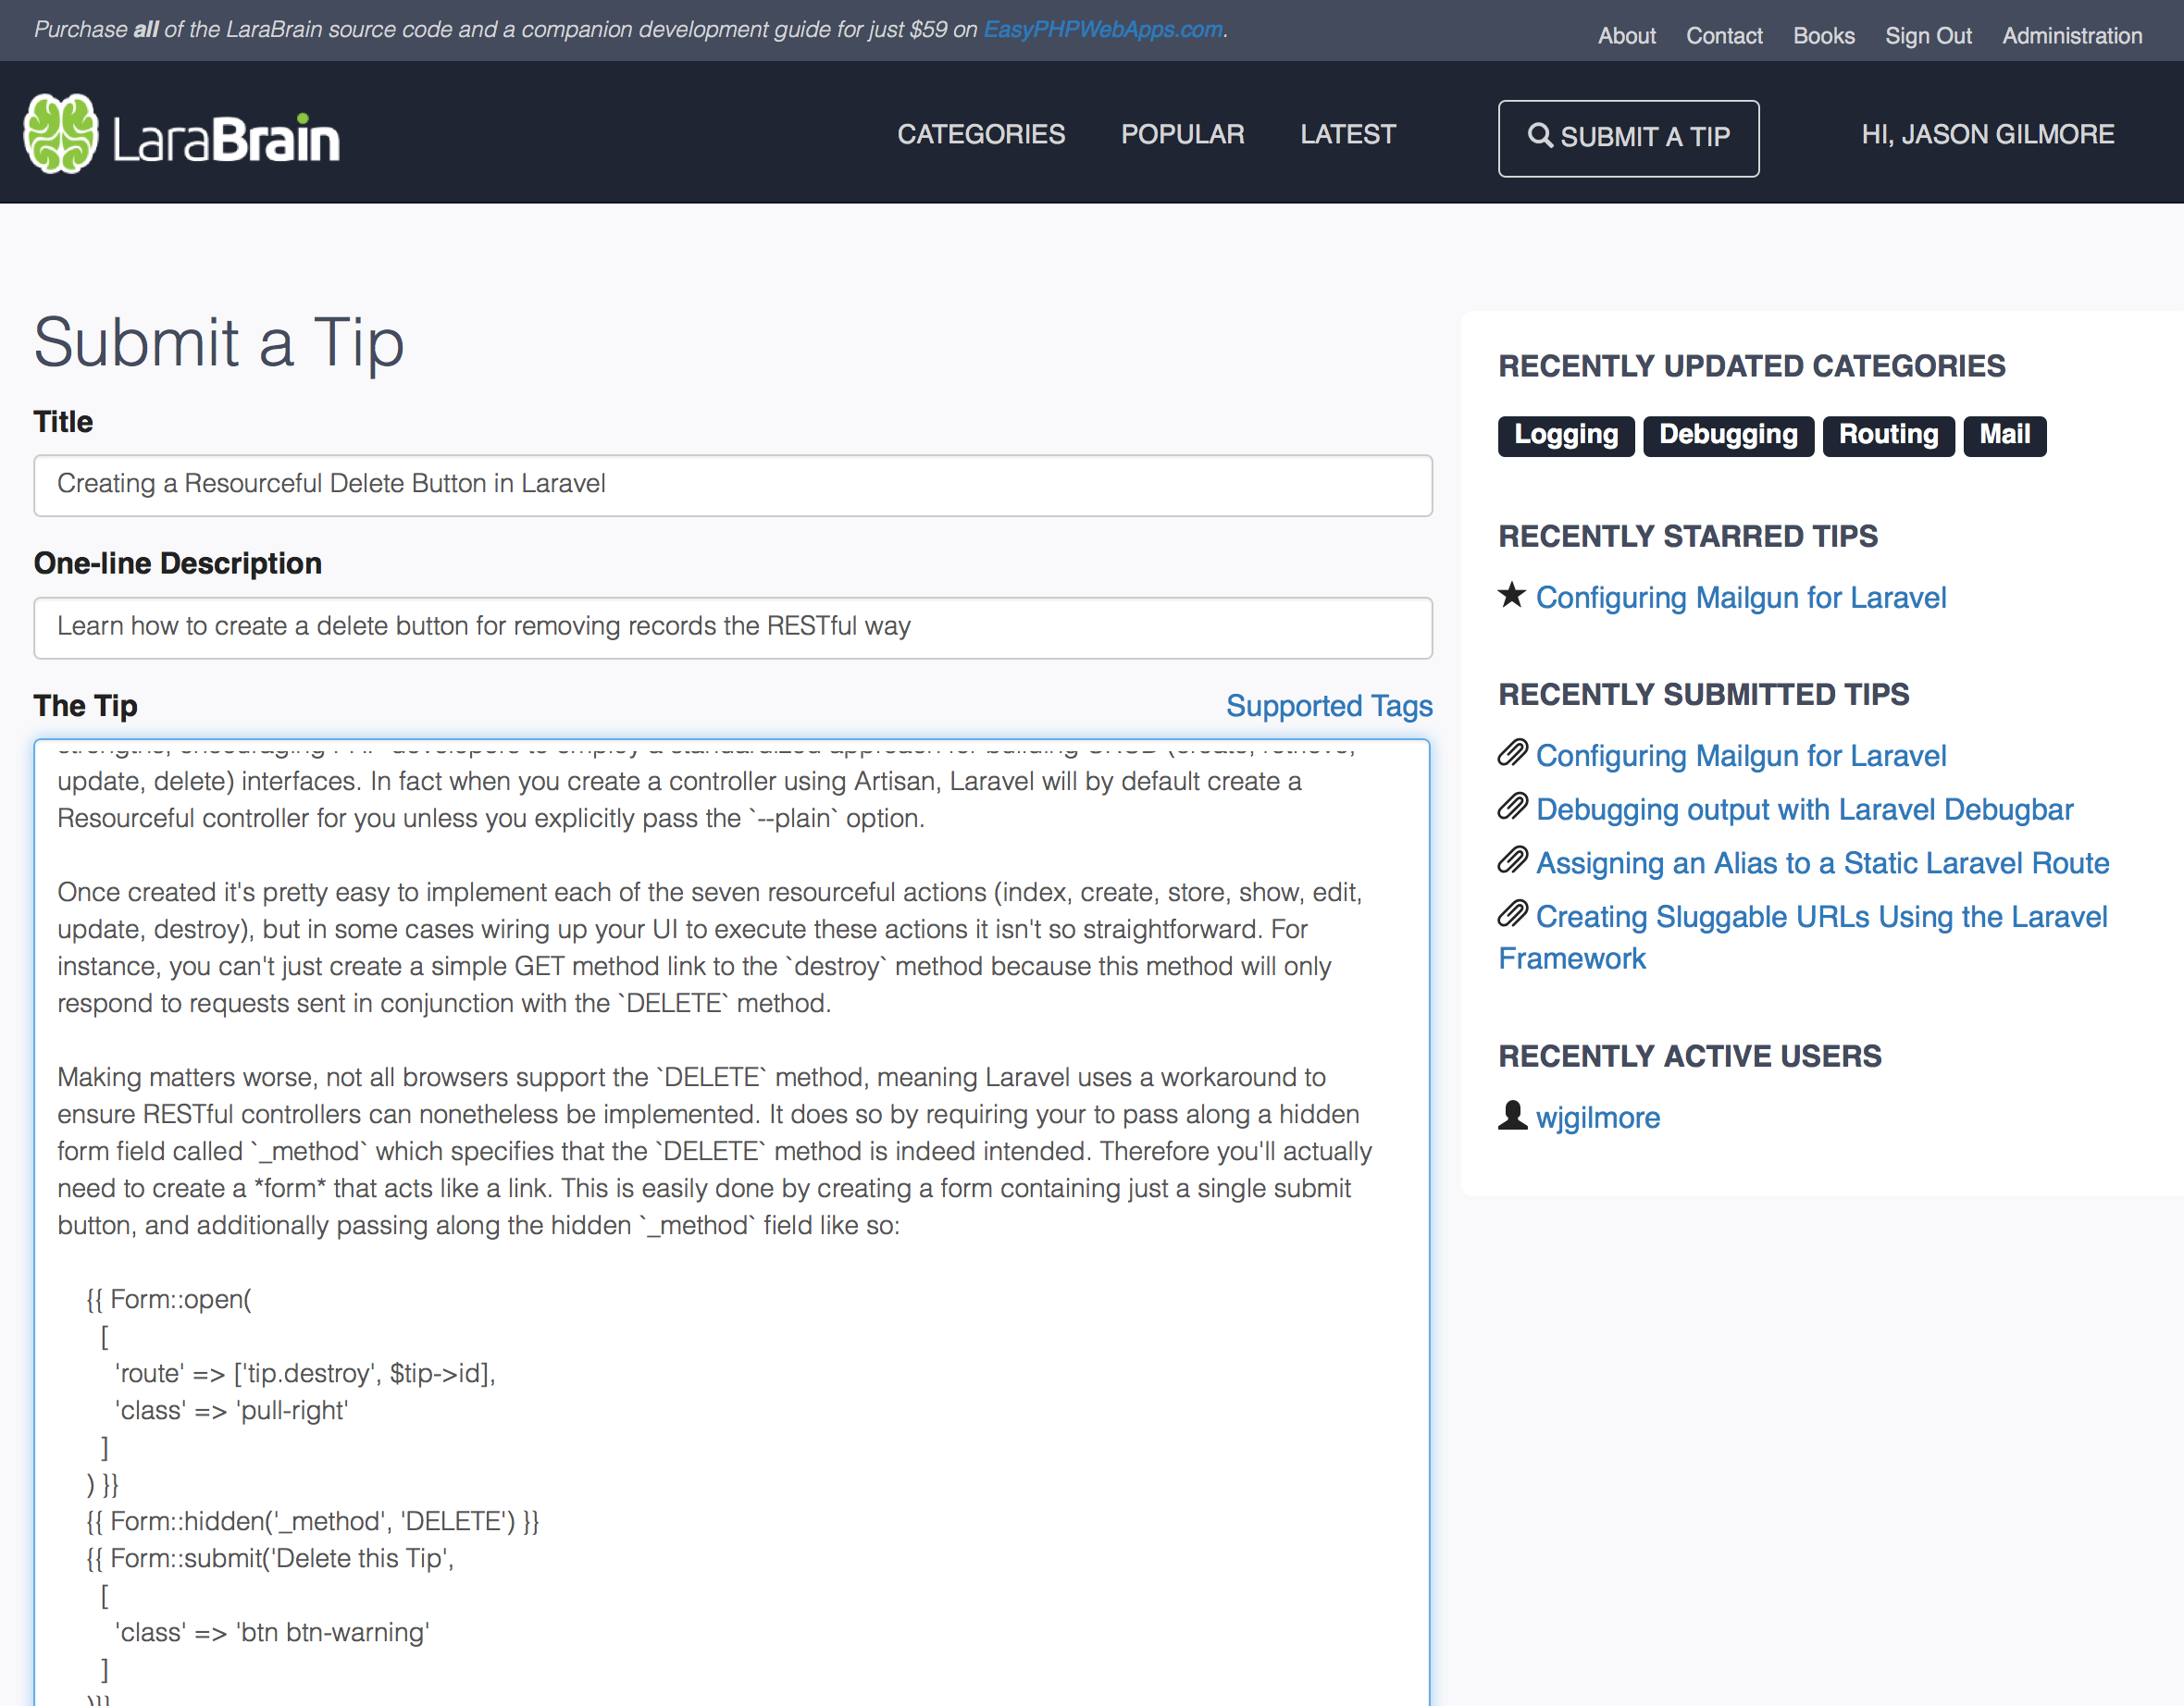 Purchase all of the LaraBrain source code and a companion development guide for just $59 on EasyPHPWebApps.com.
About Contact Books Sign Out Administration
LaraBrain
CATEGORIES POPULAR LATEST SUBMIT A TIP HI, JASON GILMORE
Submit a Tip
Title
Creating a Resourceful Delete Button in Laravel
One-line Description
Learn how to create a delete button for removing records the RESTful way
The Tip
Supported Tags
update, delete) interfaces. In fact when you create a controller using Artisan, Laravel will by default create a
Resourceful controller for you unless you explicitly pass the `--plain` option.
Once created it's pretty easy to implement each of the seven resourceful actions (index, create, store, show, edit,
update, destroy), but in some cases wiring up your UI to execute these actions it isn't so straightforward. For
instance, you can't just create a simple GET method link to the `destroy` method because this method will only
respond to requests sent in conjunction with the `DELETE` method.
Making matters worse, not all browsers support the `DELETE` method, meaning Laravel uses a workaround to
ensure RESTful controllers can nonetheless be implemented. It does so by requiring your to pass along a hidden
form field called `_method` which specifies that the `DELETE` method is indeed intended. Therefore you'll actually
need to create a *form* that acts like a link. This is easily done by creating a form containing just a single submit
button, and additionally passing along the hidden `_method` field like so:
{{ Form::open(
[
'route' => ['tip.destroy', $tip->id],
'class' => 'pull-right'
]
) }}
{{ Form::hidden('_method', 'DELETE') }}
{{ Form::submit('Delete this Tip',
[
'class' => 'btn btn-warning'
]
)}}
RECENTLY UPDATED CATEGORIES
Logging Debugging Routing Mail
RECENTLY STARRED TIPS
Configuring Mailgun for Laravel
RECENTLY SUBMITTED TIPS
Configuring Mailgun for Laravel
Debugging output with Laravel Debugbar
Assigning an Alias to a Static Laravel Route
Creating Sluggable URLs Using the Laravel
Framework
RECENTLY ACTIVE USERS
wjgilmore